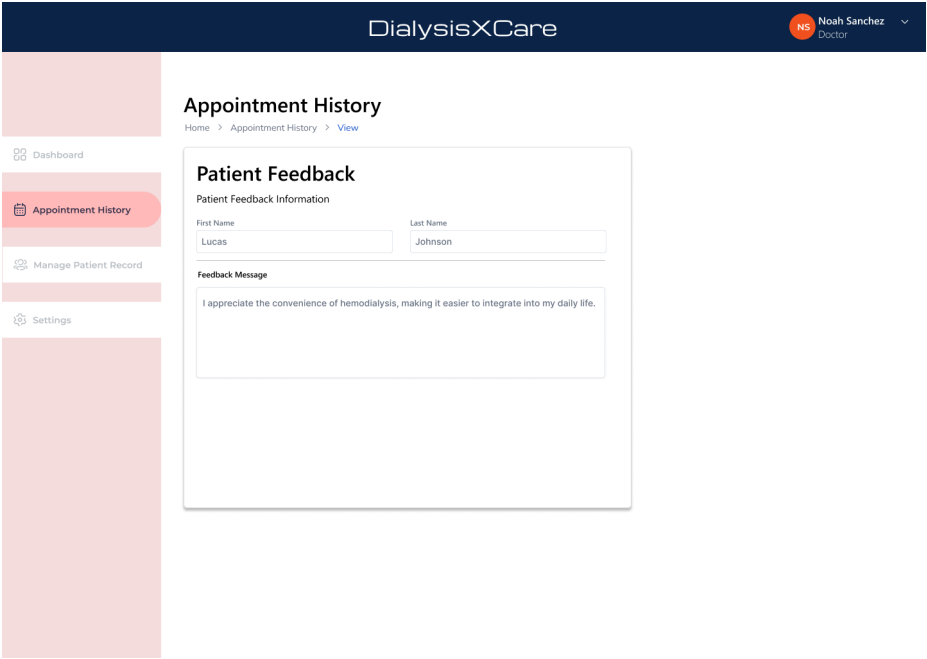 DialysisXCare
NS
Noah Sanchez
Doctor
Dashboard
Appointment History
Manage Patient Record
Settings
Appointment History
Home > Appointment History > View
Patient Feedback
Patient Feedback Information
First Name
Last Name
Lucas
Johnson
Feedback Message
I appreciate the convenience of hemodialysis, making it easier to integrate into my daily life.